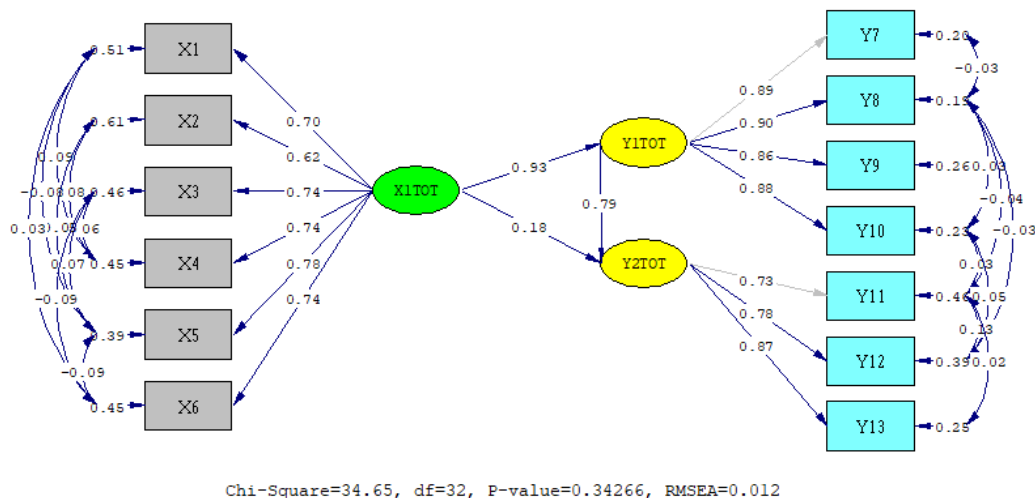 0.51 X1
0.61 X2
0.46 X3
0.45 X4
0.39 X5
0.45 X6
0.09
0.03
0.07
-0.09
-0.09
0.70
0.62
0.74
0.74
0.78
0.74
X1TOT
0.93
0.18
Y1TOT
0.79
Y2TOT
0.89
0.90
0.86
0.88
0.73
0.78
0.87
Y7 0.20
-0.03
Y8 0.19
Y9 0.26
-0.04
-0.03
Y10 0.23
0.03
Y11 0.46
0.05
0.13
Y12 0.39
0.02
Y13 0.25
Chi-Square=34.65, df=32, P-value=0.34266, RMSEA=0.012